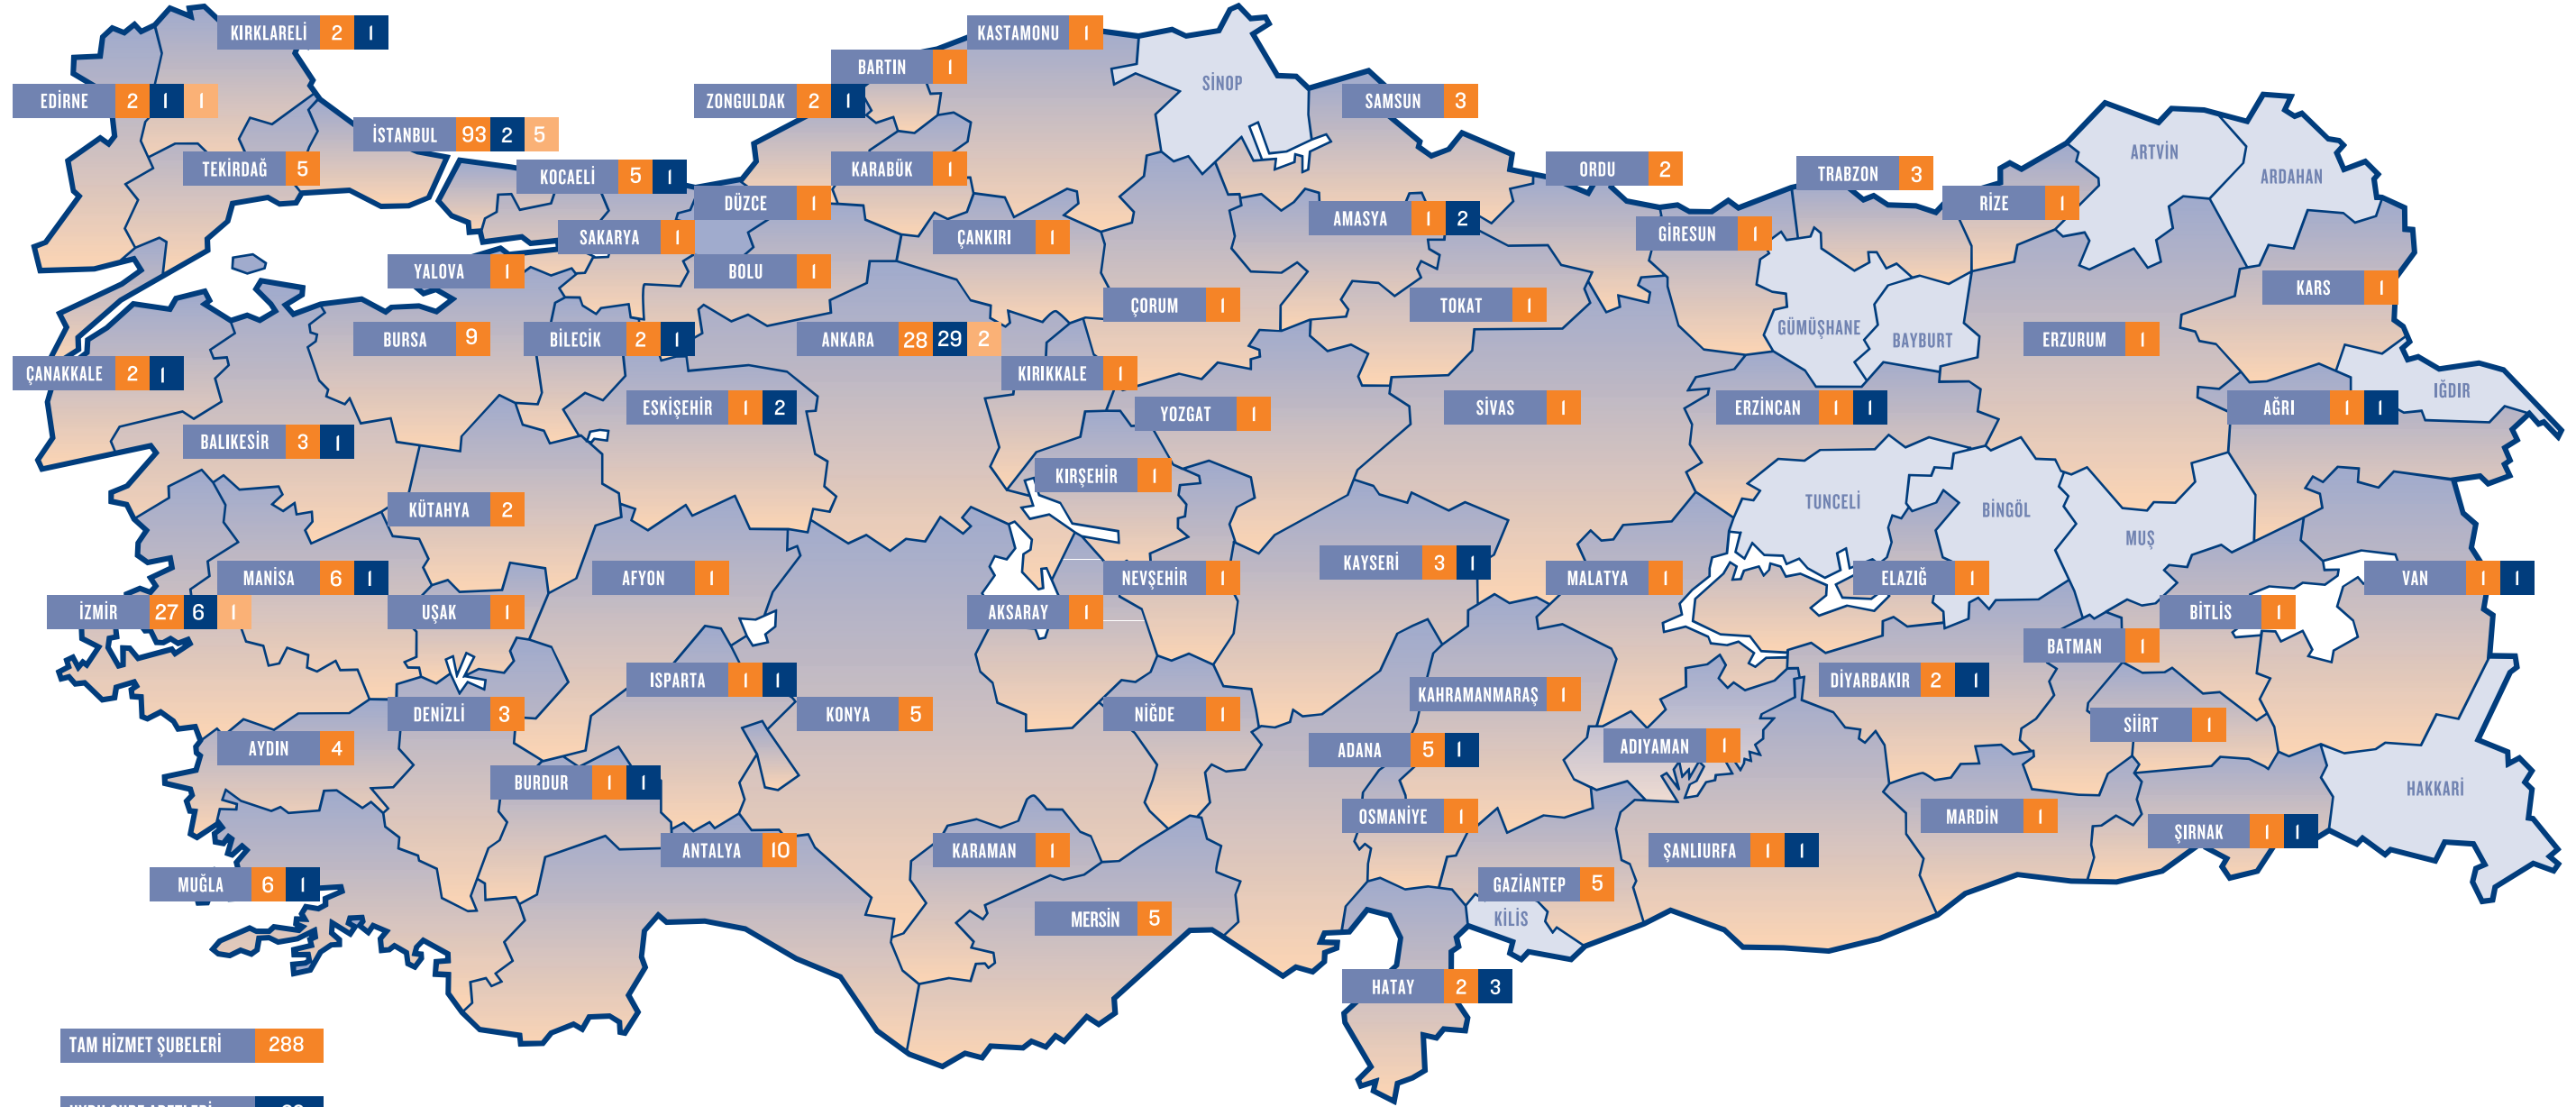 KIRKLARELİ 2 1
KASTAMONU 1
BARTIN 1
SİNOP
EDİRNE 2 1 1
ZONGULDAK 2 1
SAMSUN 3
İSTANBUL 93 2 5
ARTVİN
TEKİRDAĞ 5
KOCAELİ 5 1
KARABÜK 1
ORDU 2
TRABZON 3
ARDAHAN
DÜZCE 1
RİZE 1
AMASYA 1 2
SAKARYA 1
ÇANKIRI 1
GİRESUN 1
YALOVA 1
BOLU 1
KARS 1
ÇORUM 1
TOKAT 1
GÜMÜŞHANE
BAYBURT
BURSA 9
BİLECİK 2 1
ANKARA 28 29 2
ERZURUM 1
ÇANAKKALE 2 1
KIRIKKALE 1
IĞDIR
ESKİŞEHİR 1 2
YOZGAT 1
SİVAS 1
ERZİNCAN 1 1
AĞRI 1 1
BALIKESİR 3 1
KIRŞEHİR 1
KÜTAHYA 2
TUNCELİ
BİNGÖL
MUŞ
KAYSERİ 3 1
MANİSA 6 1
AFYON 1
NEVŞEHİR 1
MALATYA 1
ELAZIĞ 1
VAN 1 1
İZMİR 27 6 1
UŞAK 1
AKSARAY 1
BİTLİS 1
BATMAN 1
ISPARTA 1 1
KAHRAMANMARAŞ 1
DİYARBAKIR 2 1
DENİZLİ 3
KONYA 5
NİĞDE 1
SİİRT 1
AYDIN 4
ADANA 5 1
ADIYAMAN 1
BURDUR 1 1
HAKKARİ
OSMANİYE 1
MARDİN 1
ŞIRNAK 1 1
ANTALYA 10
KARAMAN 1
ŞANLIURFA 1 1
MUĞLA 6 1
GAZİANTEP 5
MERSİN 5
KİLİS
HATAY 2 3
TAM HİZMET ŞUBELERİ 288